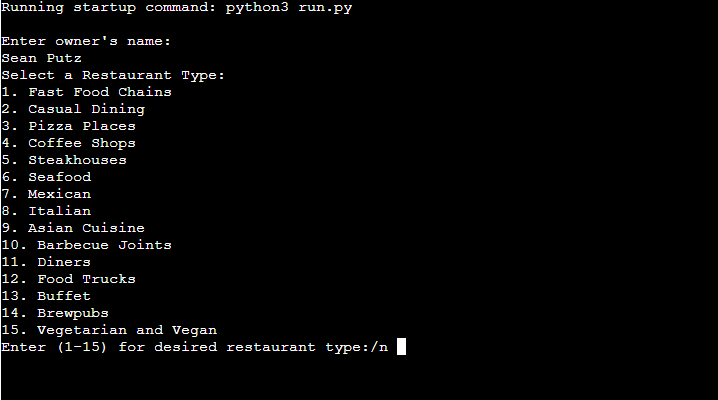 Running startup command: python3 run.py
Enter owner's name:
Sean Putz
Select a Restaurant Type:
1. Fast Food Chains
2. Casual Dining
3. Pizza Places
4. Coffee Shops
5. Steakhouses
6. Seafood
7. Mexican
8. Italian
9. Asian Cuisine
10. Barbecue Joints
11. Diners
12. Food Trucks
13. Buffet
14. Brewpubs
15. Vegetarian and Vegan
Enter (1-15) for desired restaurant type:/n